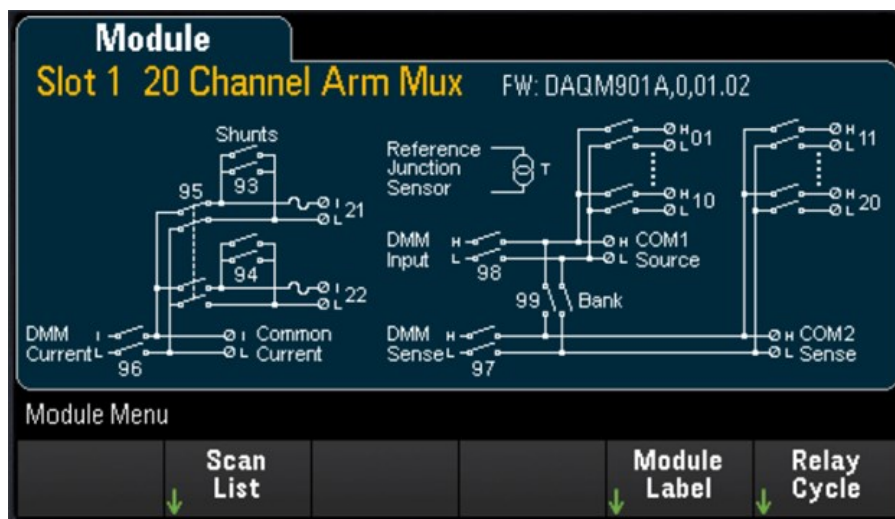 Module
Slot 1 20 Channel Arm Mux FW: DAQM901A,0,01.02
Shunts
93
95
I
L 21
94
I
L 22
DMM I
Current L
96
I Common
L Current
Reference
Junction
Sensor
T
H
L 01
H
L 10
H
L 11
H
L 20
DMM H
Input L
98
H COM1
L Source
99 Bank
DMM H
Sense L
97
H COM2
L Sense
Module Menu
Scan
List
Module
Label
Relay
Cycle